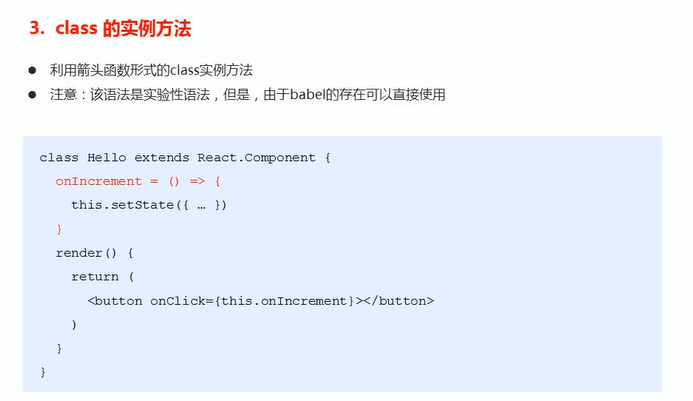 3. class 的实例方法
● 利用箭头函数形式的class实例方法
● 注意：该语法是实验性语法，但是，由于babel的存在可以直接使用
class Hello extends React.Component {
  onIncrement = () => {
    this.setState({ … })
  }
  render() {
    return (
      <button onClick={this.onIncrement}></button>
    )
  }
}